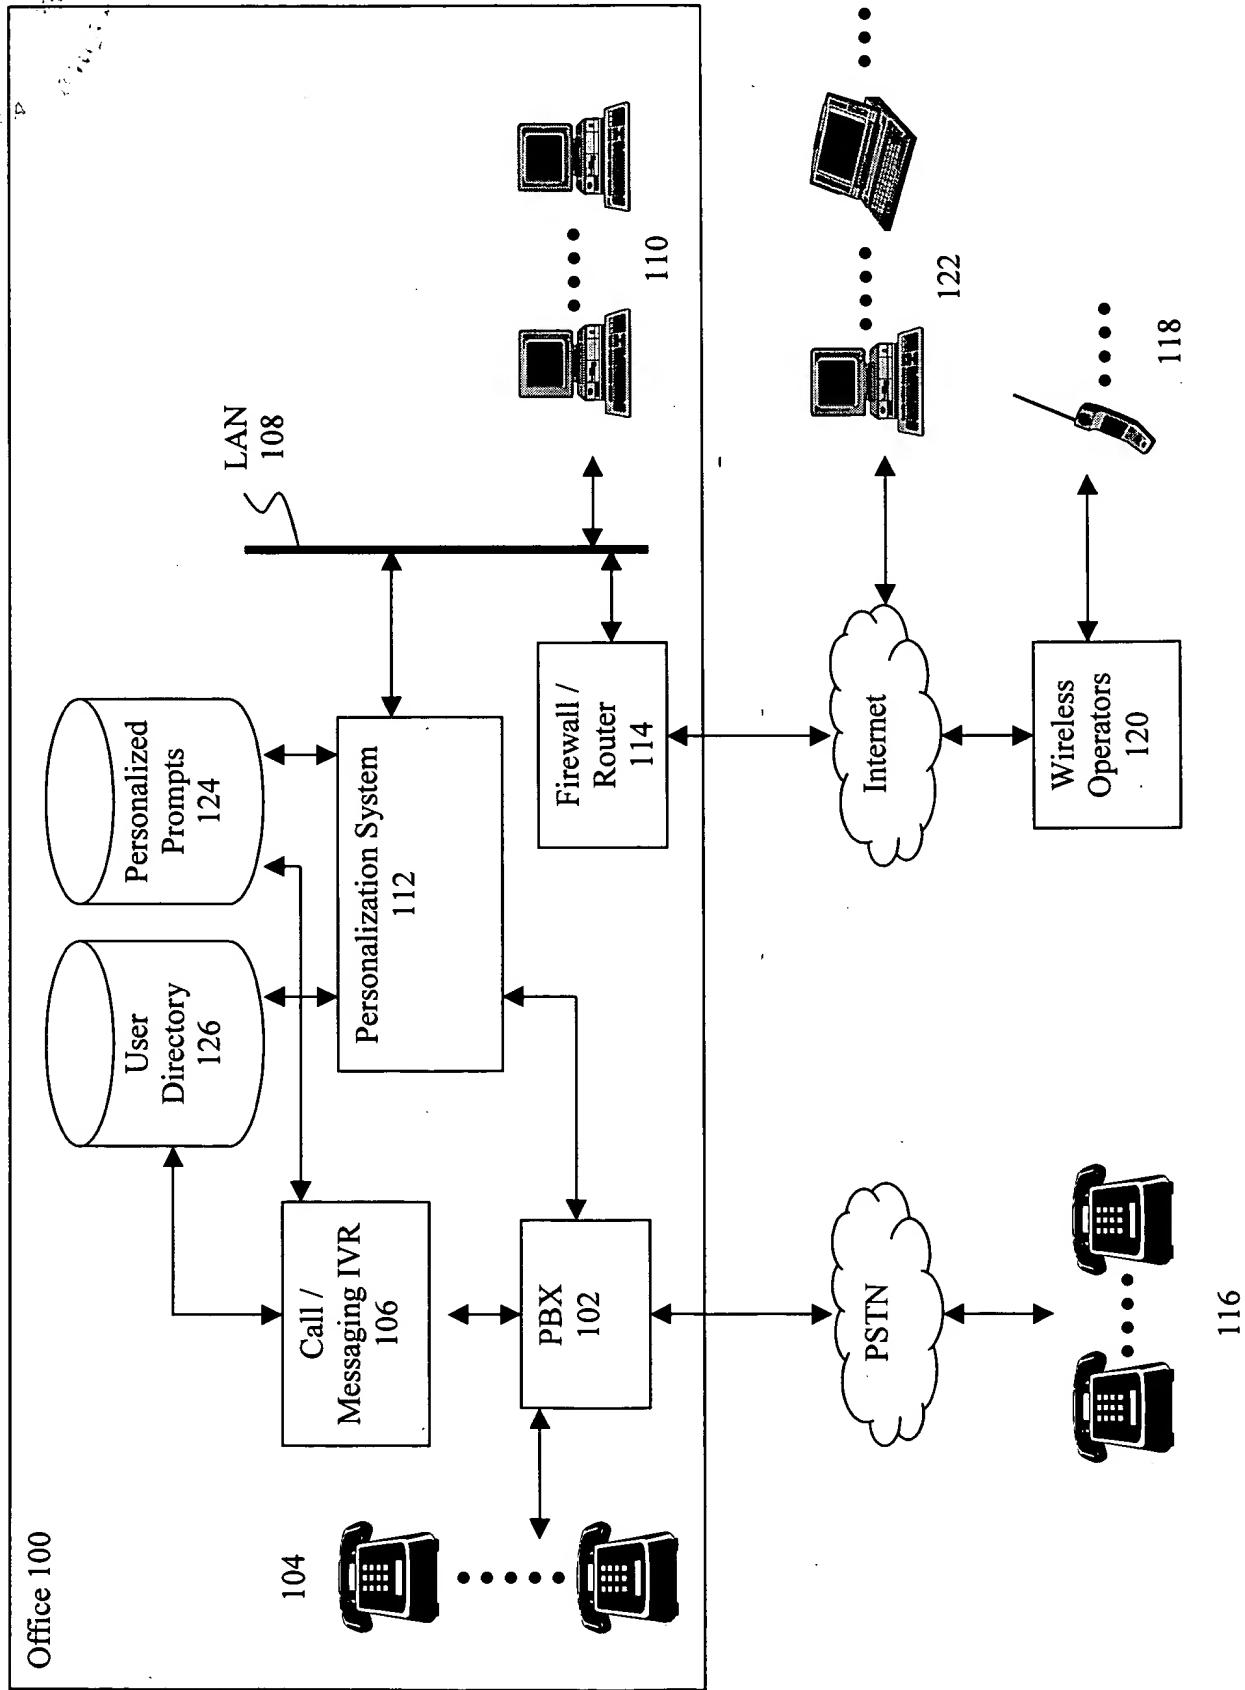 Office 100
104
User
Directory
126
Personalized
Prompts
124
LAN
108
Call /
Messaging IVR
106
Personalization System
112
PBX
102
Firewall /
Router
114
110
PSTN
Internet
122
Wireless
Operators
120
118
116